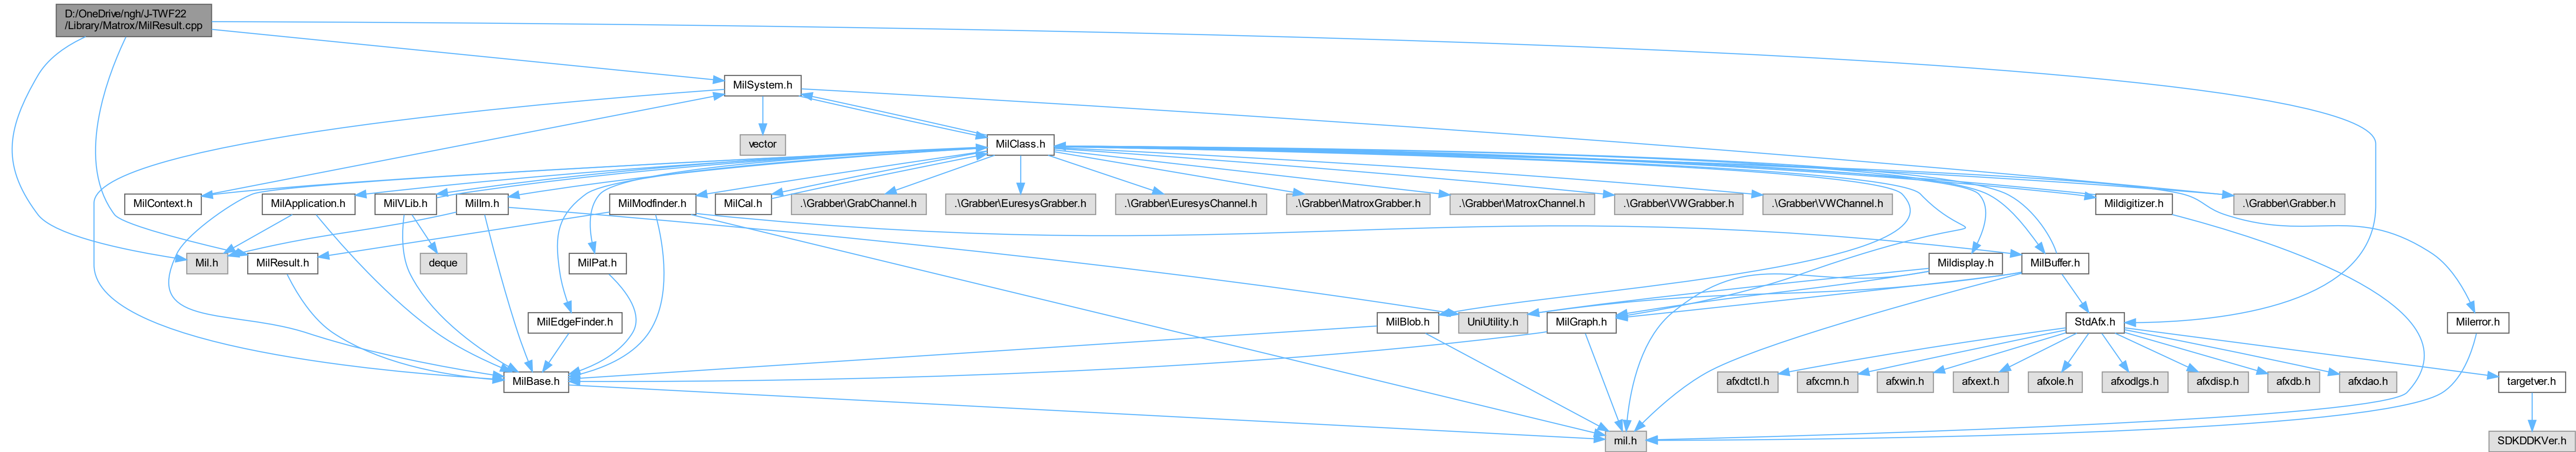 D:/OneDrive/ngh/J-TWF22
/Library/Matrox/MilResult.cpp
MilSystem.h
vector
MilClass.h
MilContext.h
MilApplication.h
MilVLib.h
MilIm.h
MilModfinder.h
MilCal.h
.\Grabber\GrabChannel.h
.\Grabber\EuresysGrabber.h
.\Grabber\EuresysChannel.h
.\Grabber\MatroxGrabber.h
.\Grabber\MatroxChannel.h
.\Grabber\VWGrabber.h
.\Grabber\VWChannel.h
Mildigitizer.h
.\Grabber\Grabber.h
Mil.h
MilResult.h
deque
MilPat.h
Mildisplay.h
MilBuffer.h
MilEdgeFinder.h
MilBlob.h
UniUtility.h
MilGraph.h
StdAfx.h
Milerror.h
MilBase.h
afxdtctl.h
afxcmn.h
afxwin.h
afxext.h
afxole.h
afxodlgs.h
afxdisp.h
afxdb.h
afxdao.h
targetver.h
mil.h
SDKDDKVer.h